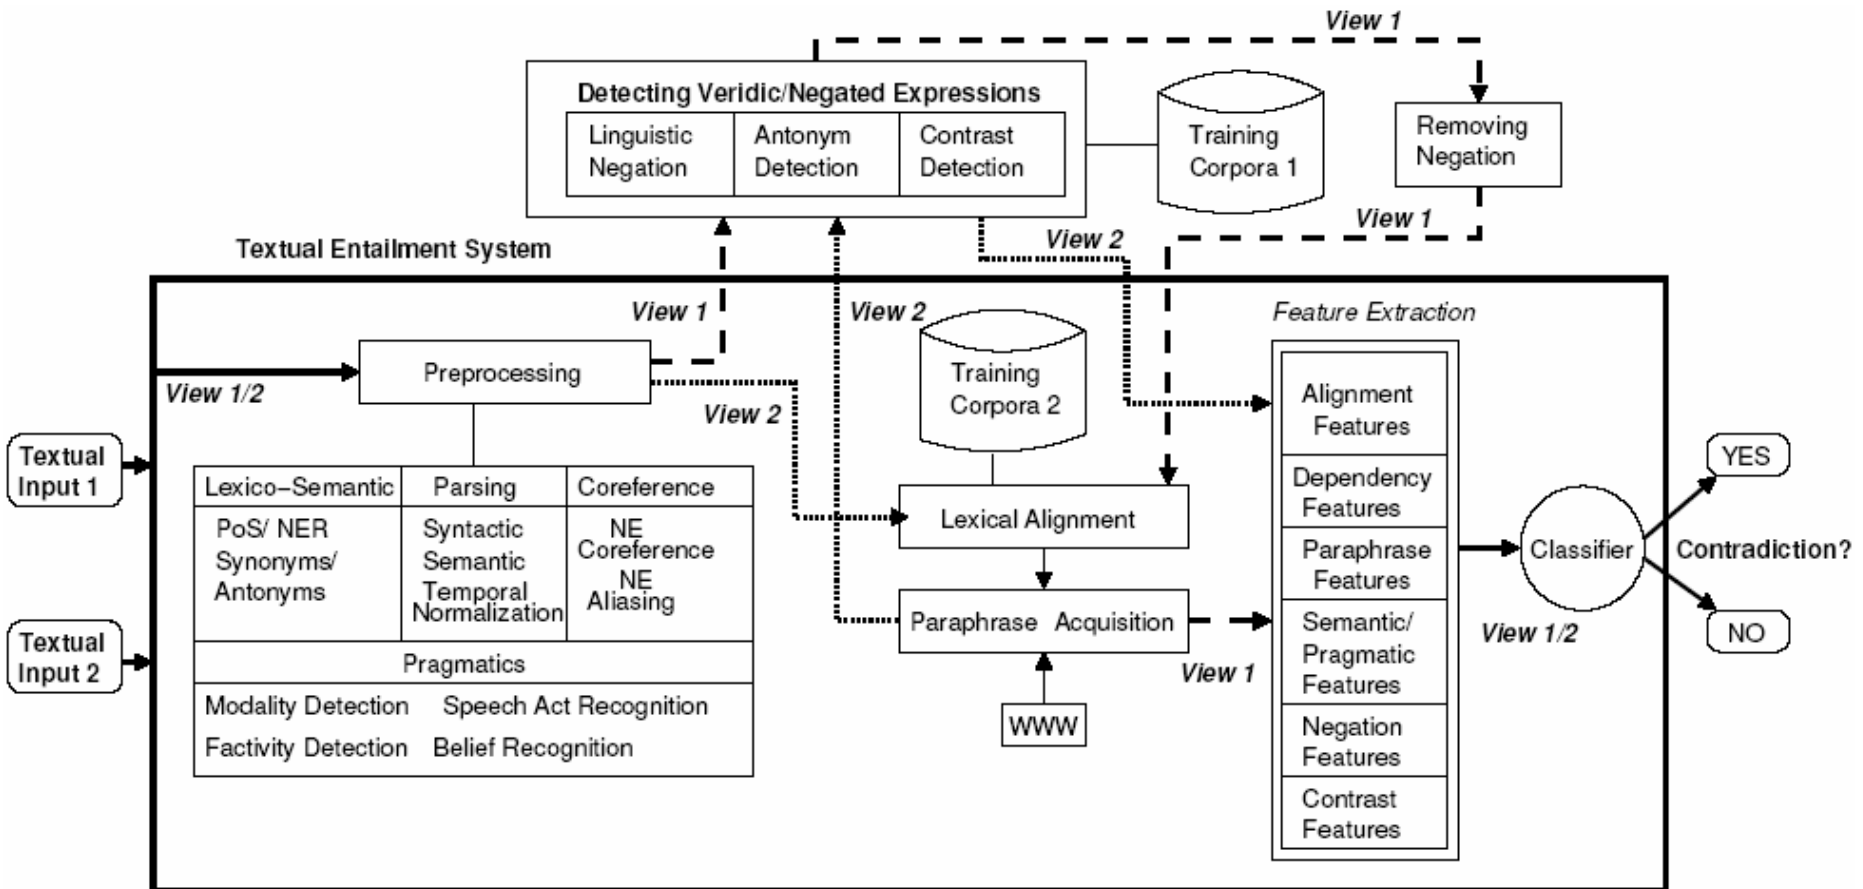 View 1
Detecting Veridic/Negated Expressions
Linguistic
Negation
Antonym
Detection
Contrast
Detection
Training
Corpora 1
Removing
Negation
View 1
View 2
Textual Entailment System
View 1
View 2
Feature Extraction
Preprocessing
View 1/2
View 2
Training
Corpora 2
Textual
Input 1
Textual
Input 2
Lexico-Semantic
Parsing
Coreference
PoS/ NER
Synonyms/
Antonyms
Syntactic
Semantic
Temporal
Normalization
NE
Coreference
NE
Aliasing
Pragmatics
Modality Detection Speech Act Recognition
Factivity Detection Belief Recognition
Lexical Alignment
Paraphrase Acquisition
View 1
WWW
Alignment
Features
Dependency
Features
Paraphrase
Features
Semantic/
Pragmatic
Features
Negation
Features
Contrast
Features
Classifier
View 1/2
YES
Contradiction?
NO